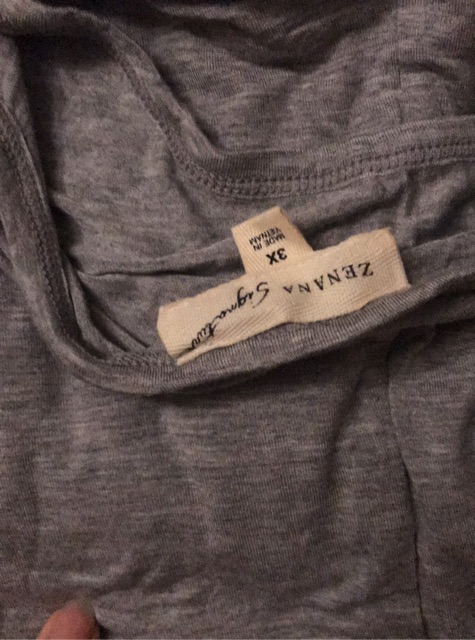 ZENANA Signature
3X
MADE IN
VIETNAM